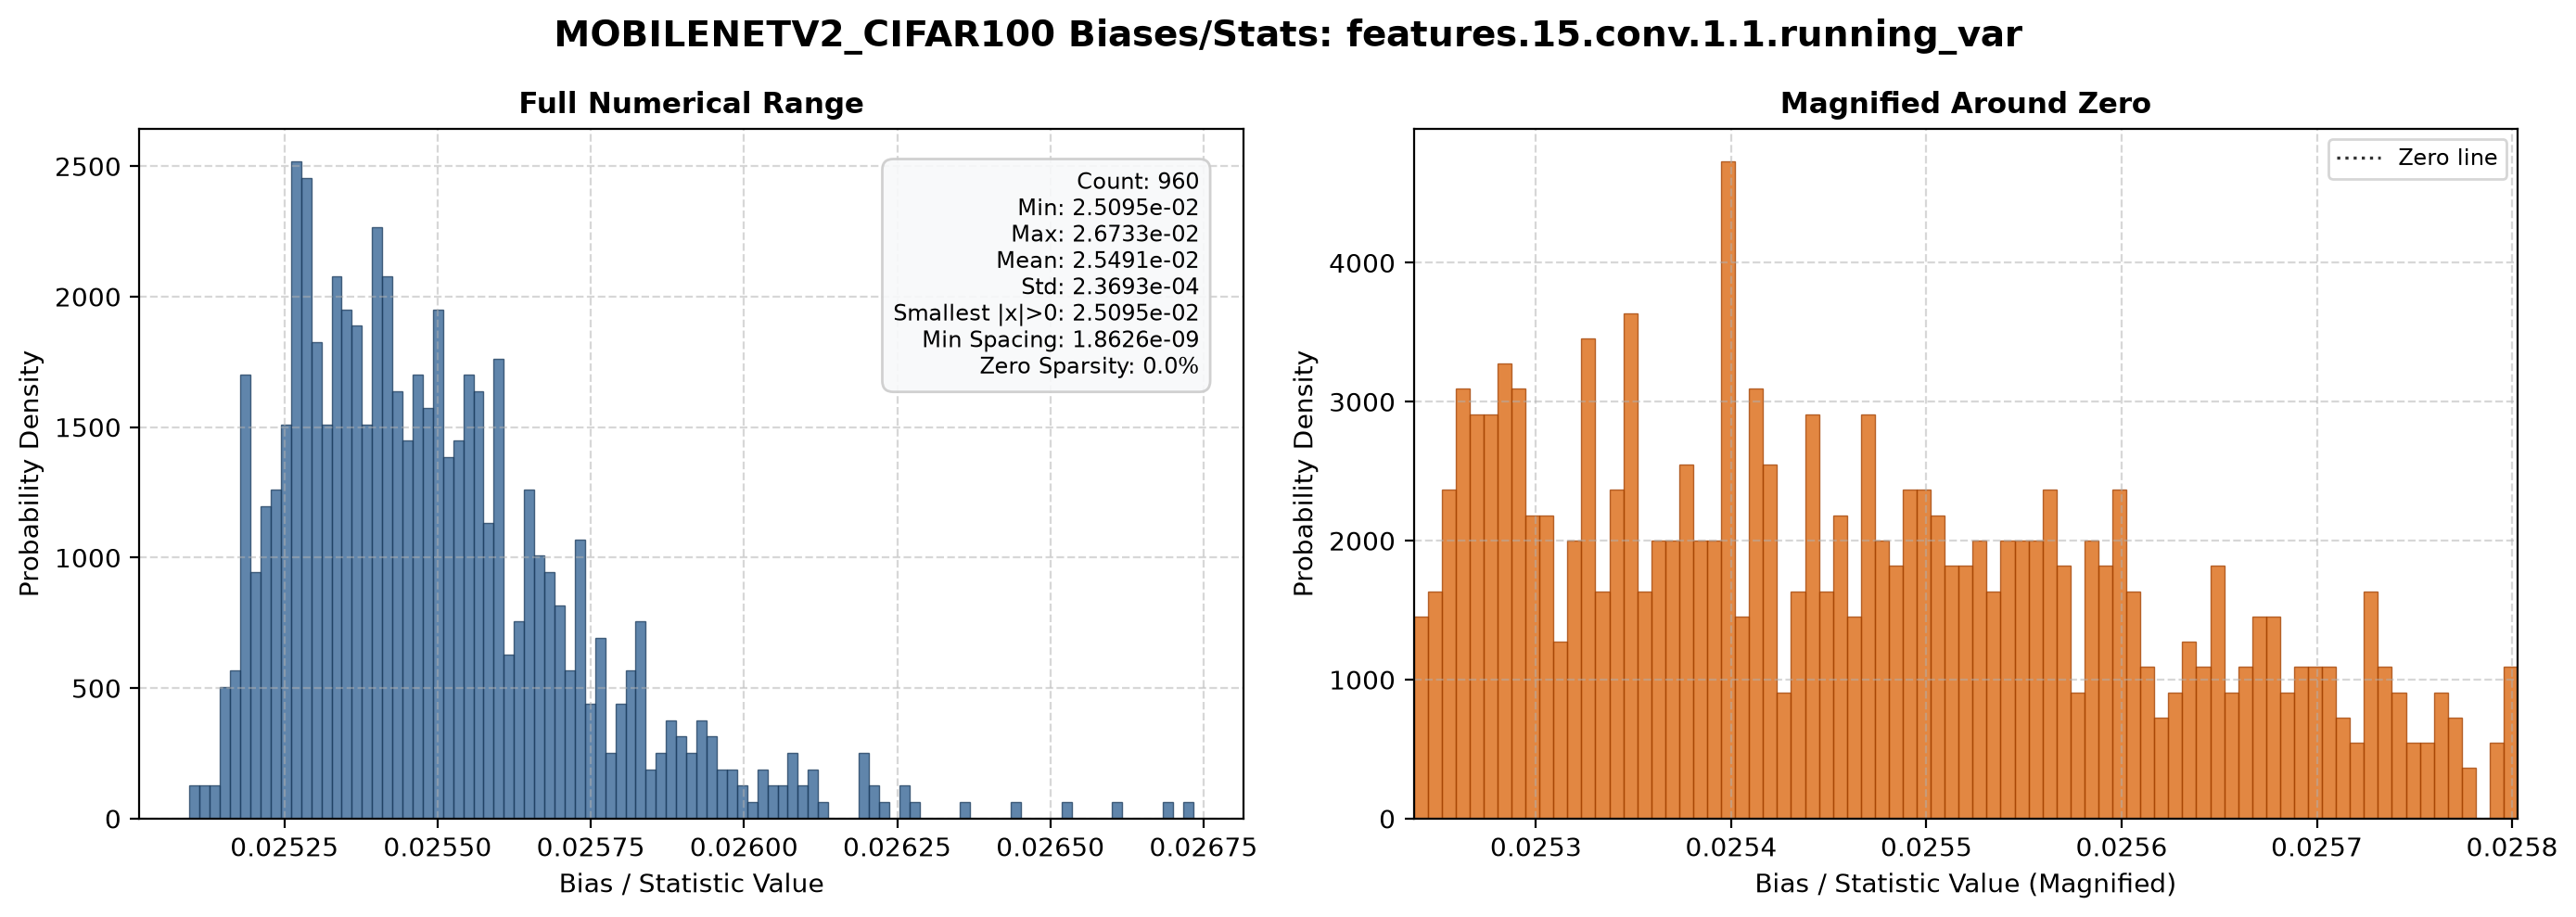 MOBILENETV2_CIFAR100 Biases/Stats: features.15.conv.1.1.running_var
Full Numerical Range
Probability Density
2500
2000
1500
1000
500
0
Count: 960
Min: 2.5095e-02
Max: 2.6733e-02
Mean: 2.5491e-02
Std: 2.3693e-04
Smallest |x|>0: 2.5095e-02
Min Spacing: 1.8626e-09
Zero Sparsity: 0.0%
0.02525 0.02550 0.02575 0.02600 0.02625 0.02650 0.02675
Bias / Statistic Value
Magnified Around Zero
Probability Density
4000
3000
2000
1000
0
Zero line
0.0253 0.0254 0.0255 0.0256 0.0257 0.0258
Bias / Statistic Value (Magnified)